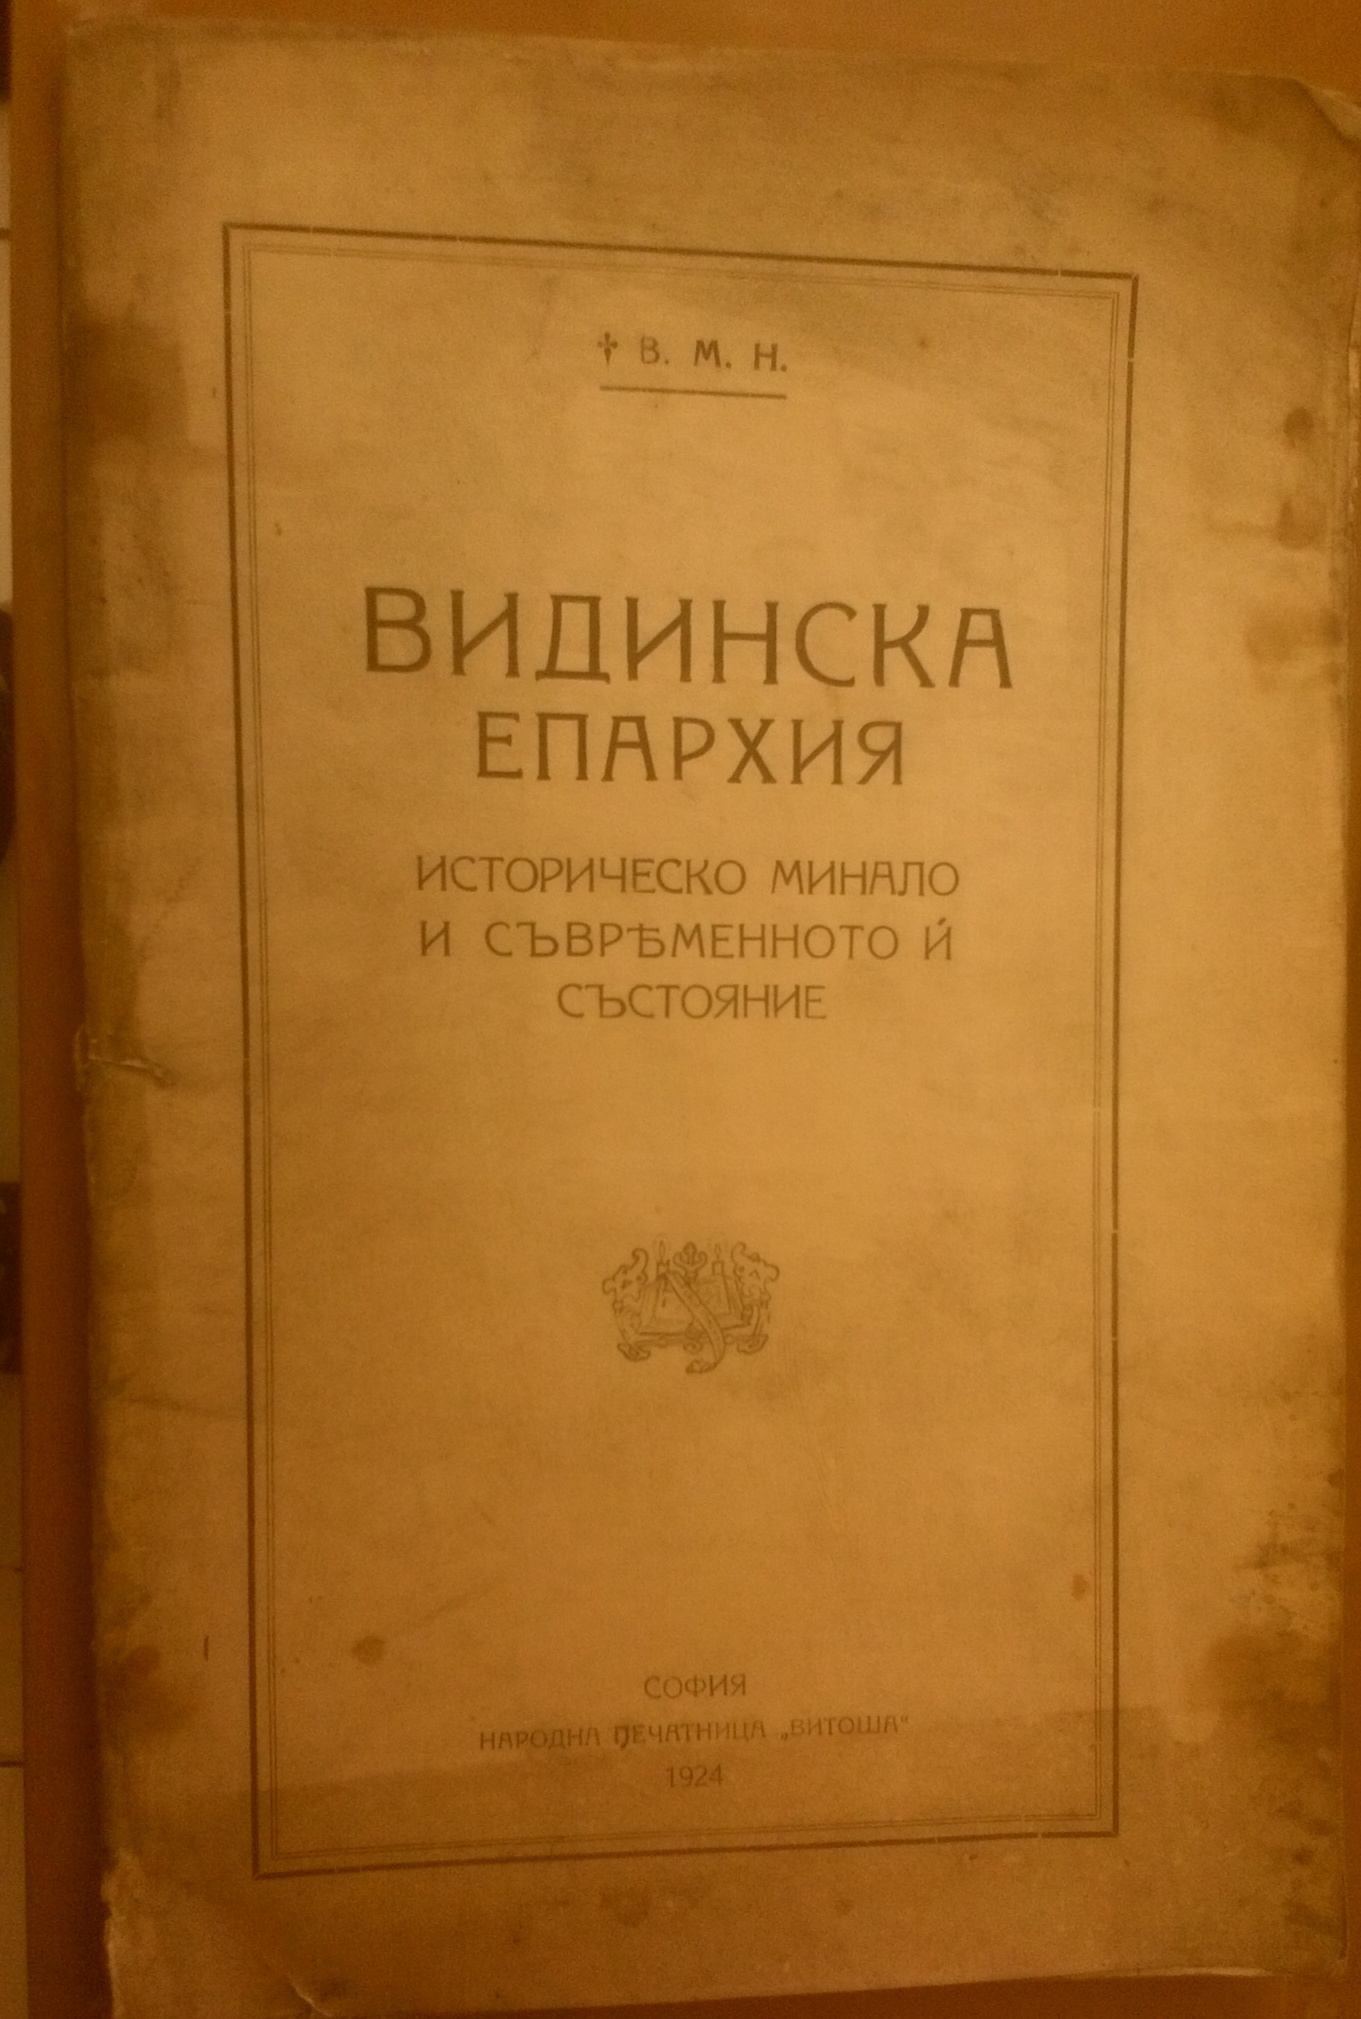 † В. М. Н.
ВИДИНСКА
ЕПАРХИЯ
ИСТОРИЧЕСКО МИНАЛО
И СЪВРѢМЕННОТО Ѝ
СЪСТОЯНИЕ
СОФИЯ
НАРОДНА ПЕЧАТНИЦА „ВИТОША“
1924